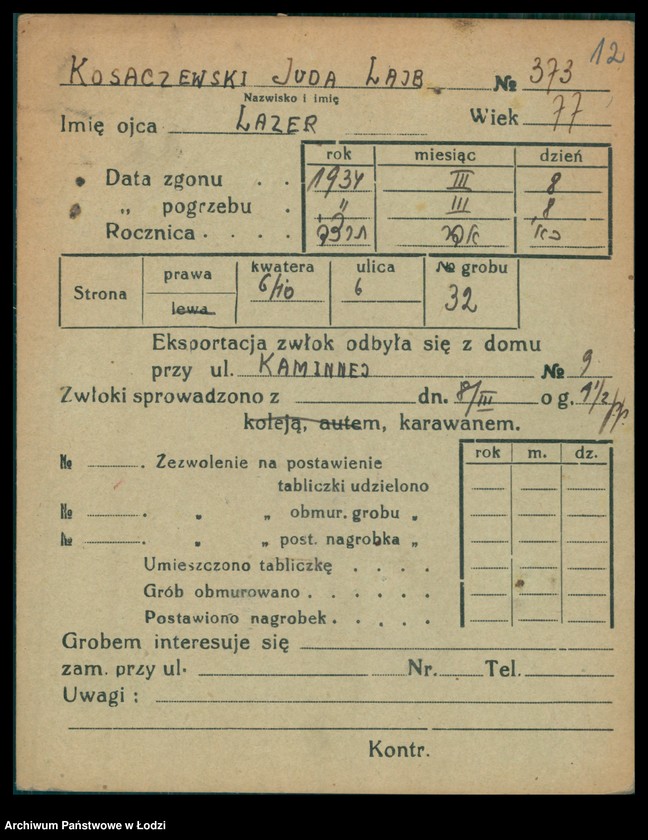 12
KOSACZEWSKI JUDA LAJB № 373
Nazwisko i imię
Imię ojca LAZER Wiek 77
rok miesiąc dzień
Data zgonu . . 1934 III 8
„ pogrzebu . „ III 8
Rocznica . . . .
Strona prawa lewa kwatera 6/10 ulica 6 № grobu 32
Eksportacja zwłok odbyła się z domu
przy ul. KAMINNEJ № 9
Zwłoki sprowadzono z dn. 8/III o g.
koleją, autem, karawanem.
rok m. dz.
№ . Zezwolenie na postawienie
tabliczki udzielono
№ . „ „ obmur. grobu „
№ . „ „ post. nagrobka „
Umieszczono tabliczkę . . . .
Grób obmurowano . . . . . .
Postawiono nagrobek . . . . .
Grobem interesuje się
zam. przy ul. Nr. Tel.
Uwagi :
Kontr.
Archiwum Państwowe w Łodzi